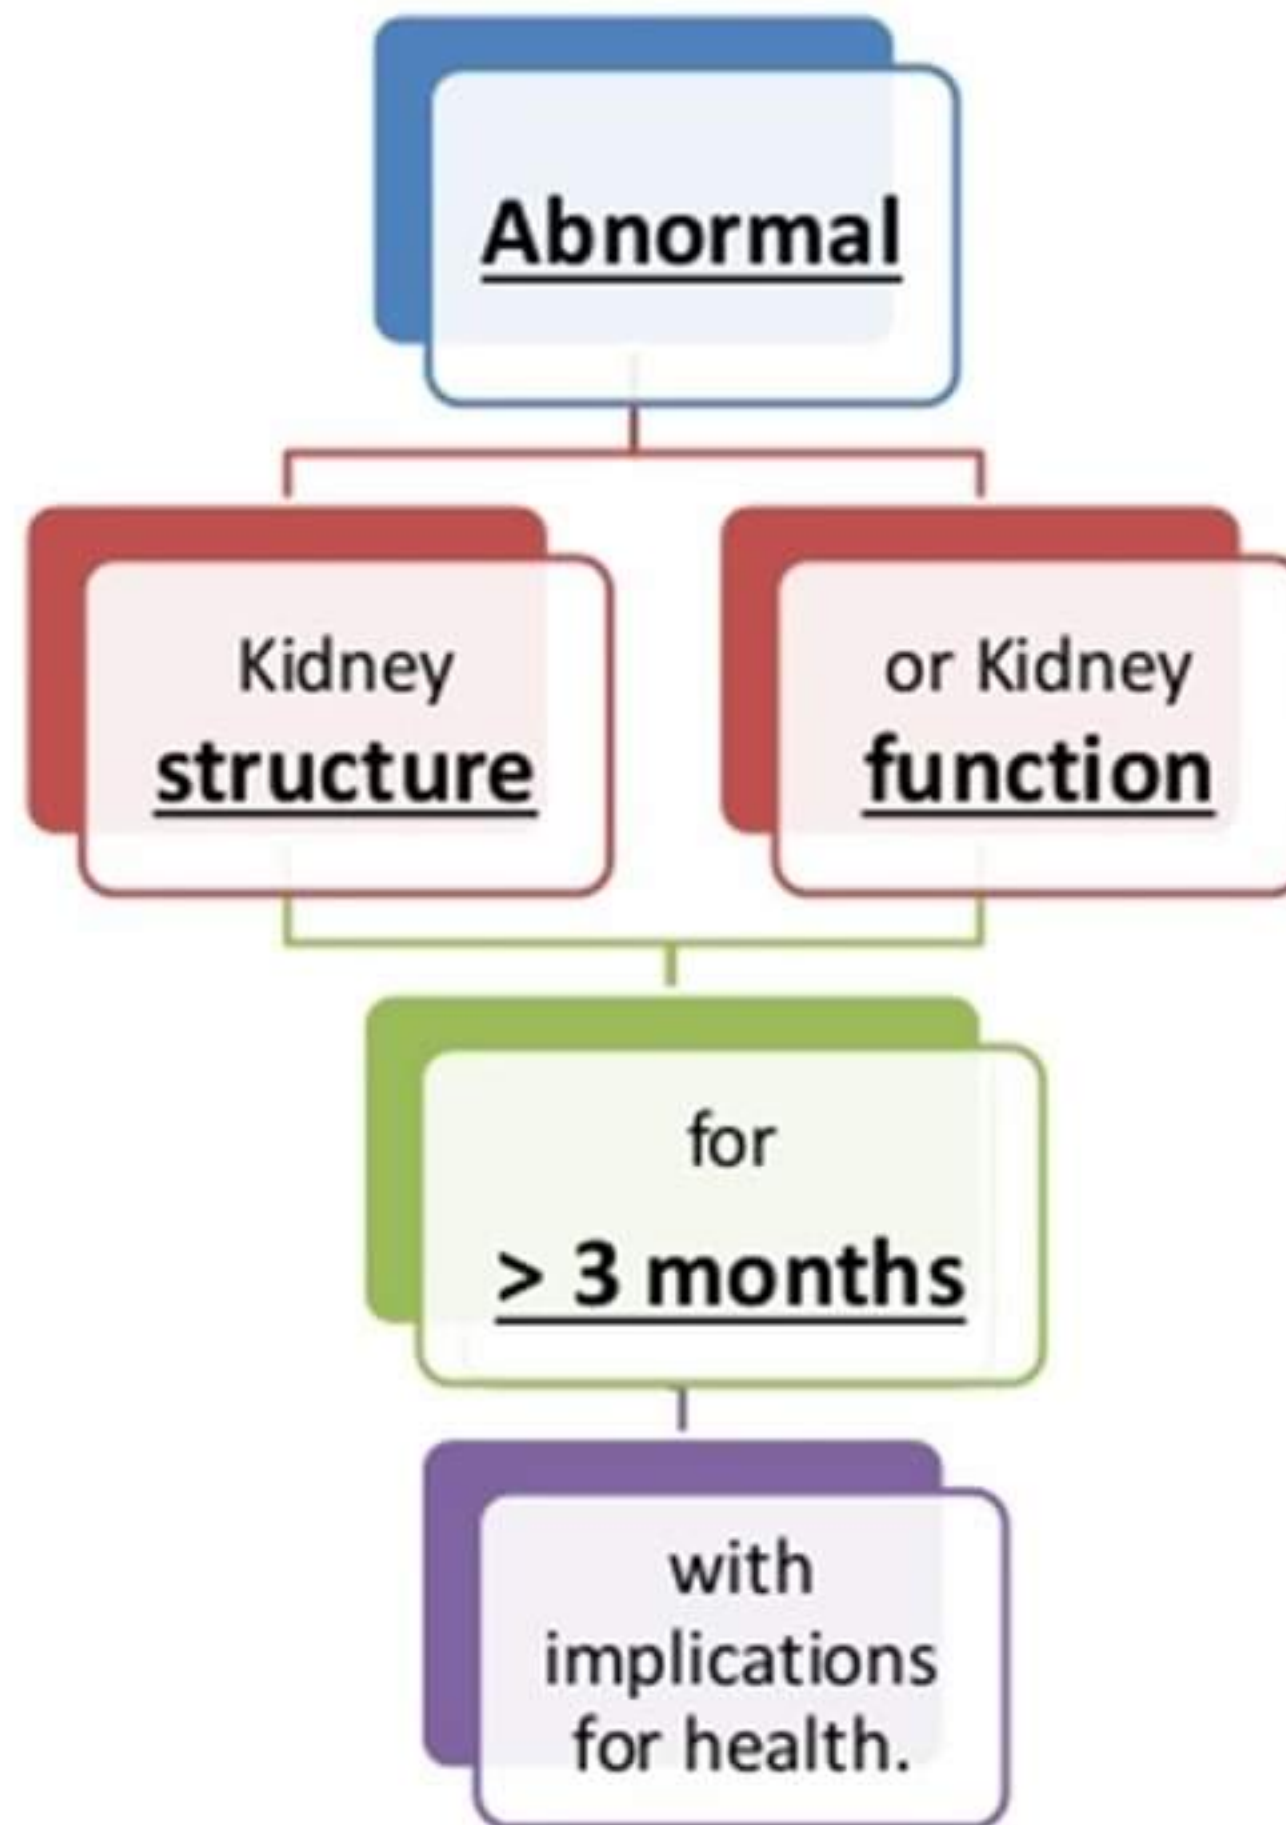 Abnormal
Kidney
structure
or Kidney
function
for
> 3 months
with
implications
for health.